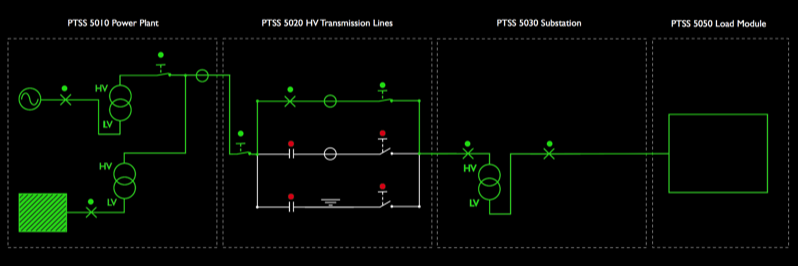 PTSS 5010 Power Plant
PTSS 5020 HV Transmission Lines
PTSS 5030 Substation
PTSS 5050 Load Module
HV
LV
HV
LV
HV
LV